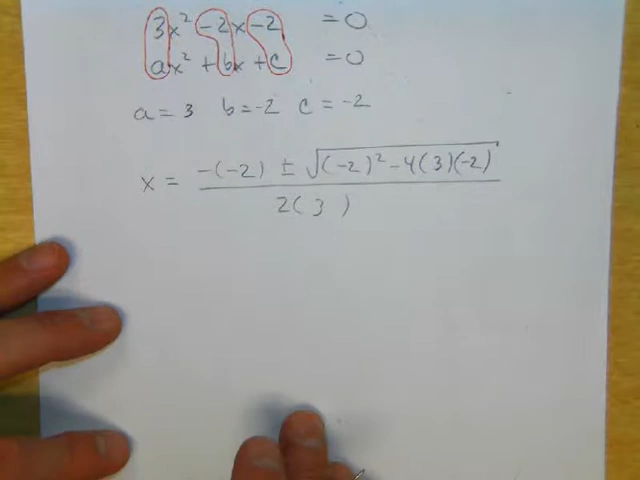 3x² - 2x - 2 = 0
ax² + bx + c = 0
a = 3 b = -2 c = -2
x = -(-2) ± √(-2)² - 4(3)(-2)
2(3 )